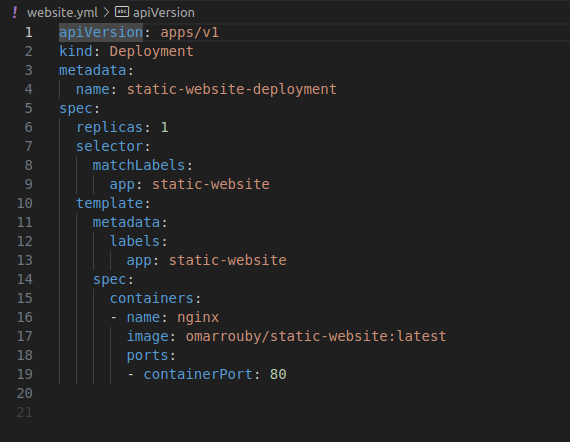 ! website.yml > abc apiVersion
1 apiVersion: apps/v1
2 kind: Deployment
3 metadata:
4   name: static-website-deployment
5 spec:
6   replicas: 1
7   selector:
8     matchLabels:
9       app: static-website
10   template:
11     metadata:
12       labels:
13         app: static-website
14     spec:
15       containers:
16       - name: nginx
17         image: omarrouby/static-website:latest
18         ports:
19         - containerPort: 80
20
21